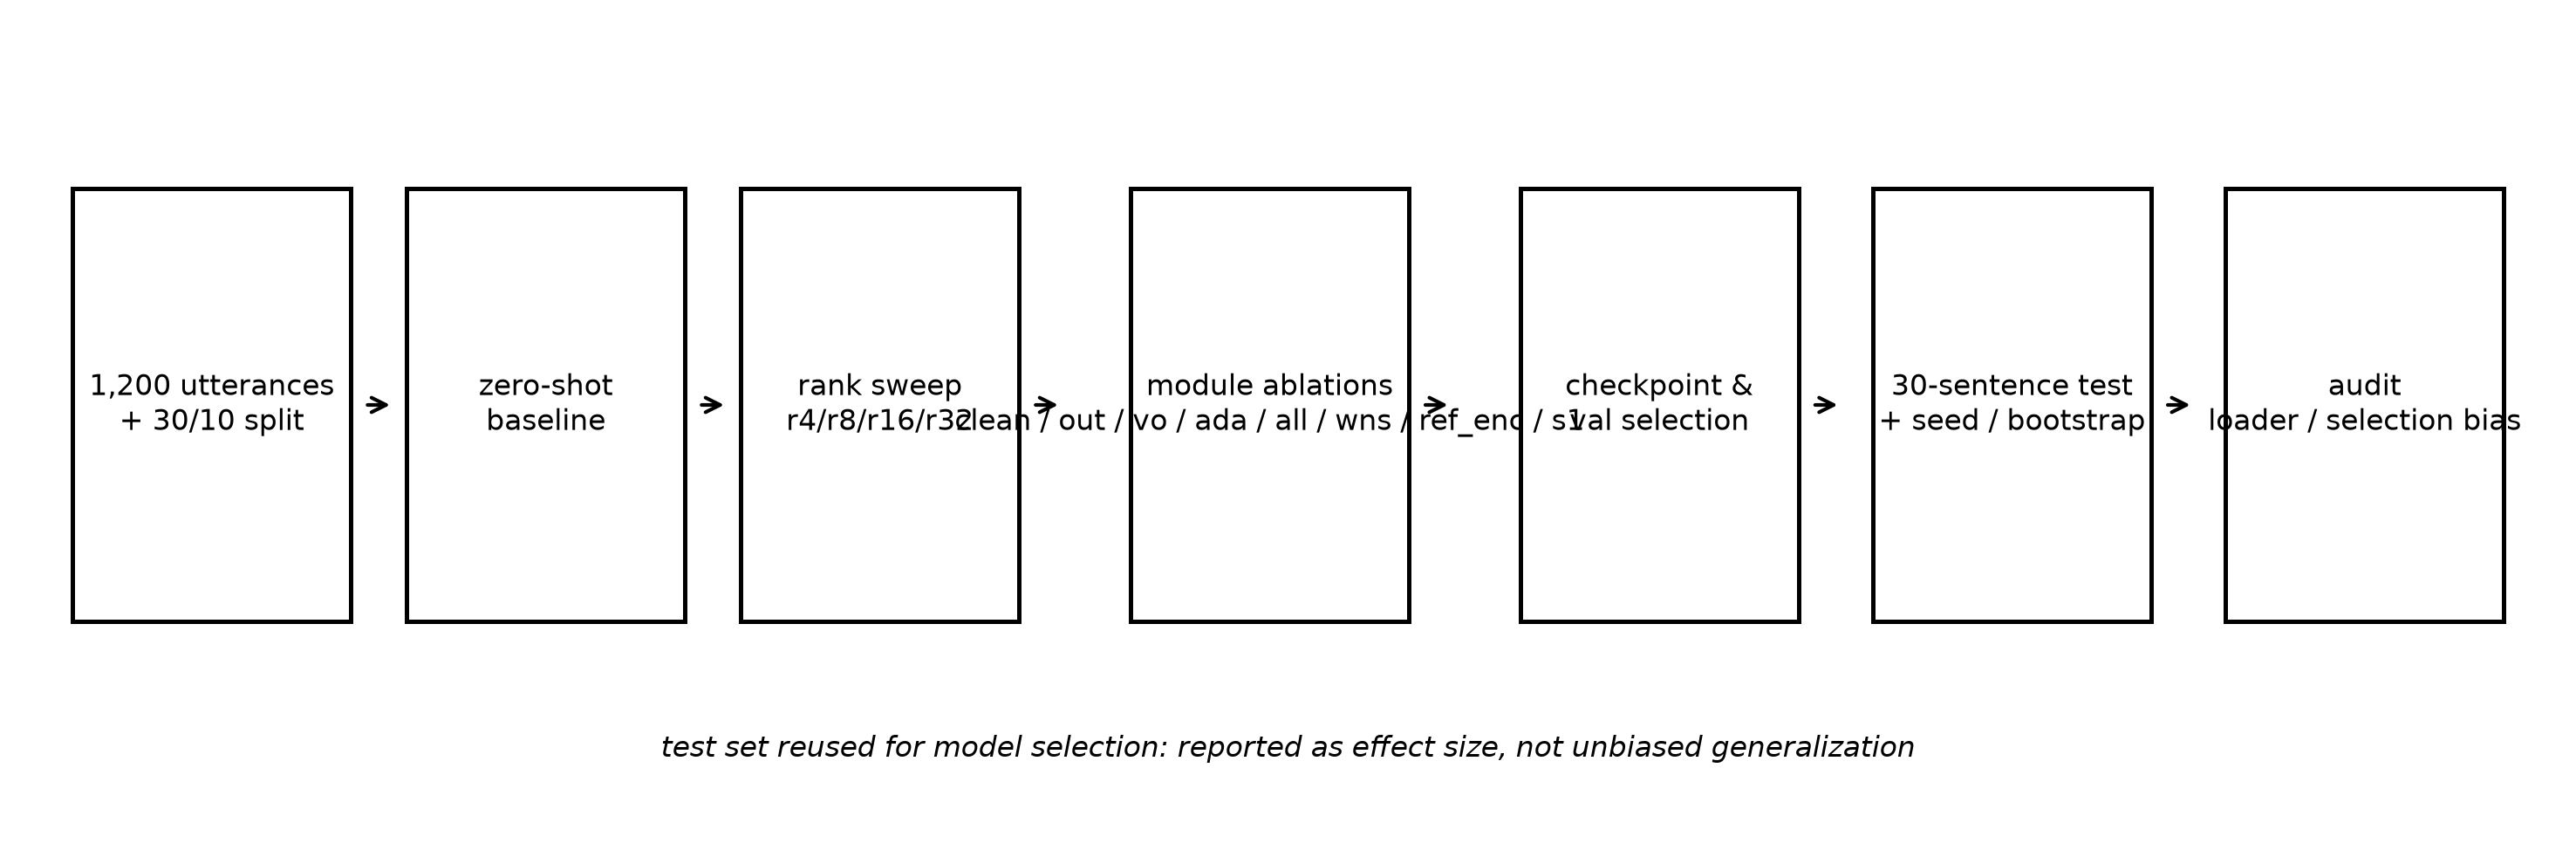 1,200 utterances
+ 30/10 split
zero-shot
baseline
rank sweep
r4/r8/r16/r32
module ablations
clean / out / vo / ada / all / wns / ref_enc / s1
checkpoint &
val selection
30-sentence test
+ seed / bootstrap
audit
loader / selection bias
test set reused for model selection: reported as effect size, not unbiased generalization